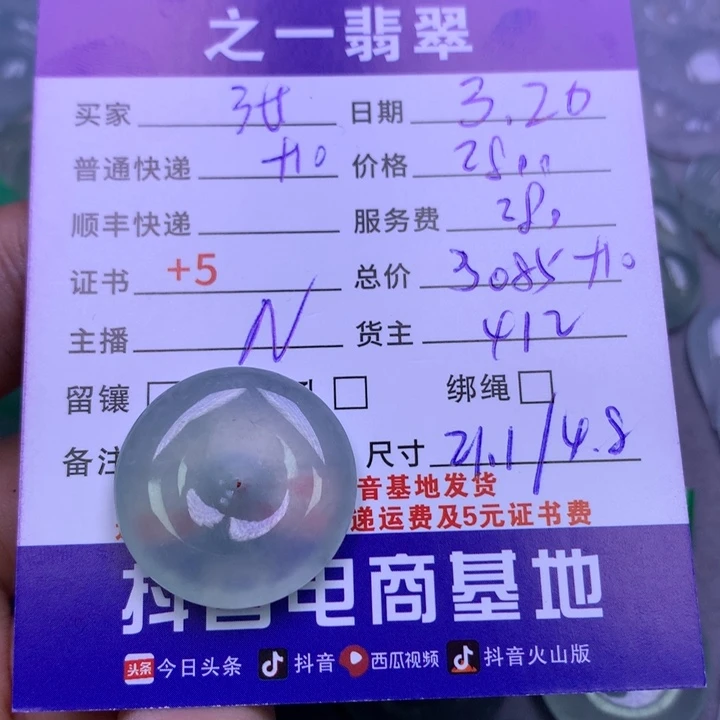 之一翡翠
买家 日期 3.20
普通快递 +10 价格 2800
顺丰快递 服务费 280
证书 +5 总价 3085 +10
主播 N 货主 412
留镶 孔 绑绳
备注 尺寸 21.1/4.8
音基地发货
递运费及5元证书费
抖音电商基地
头条 今日头条 抖音 西瓜视频 抖音火山版